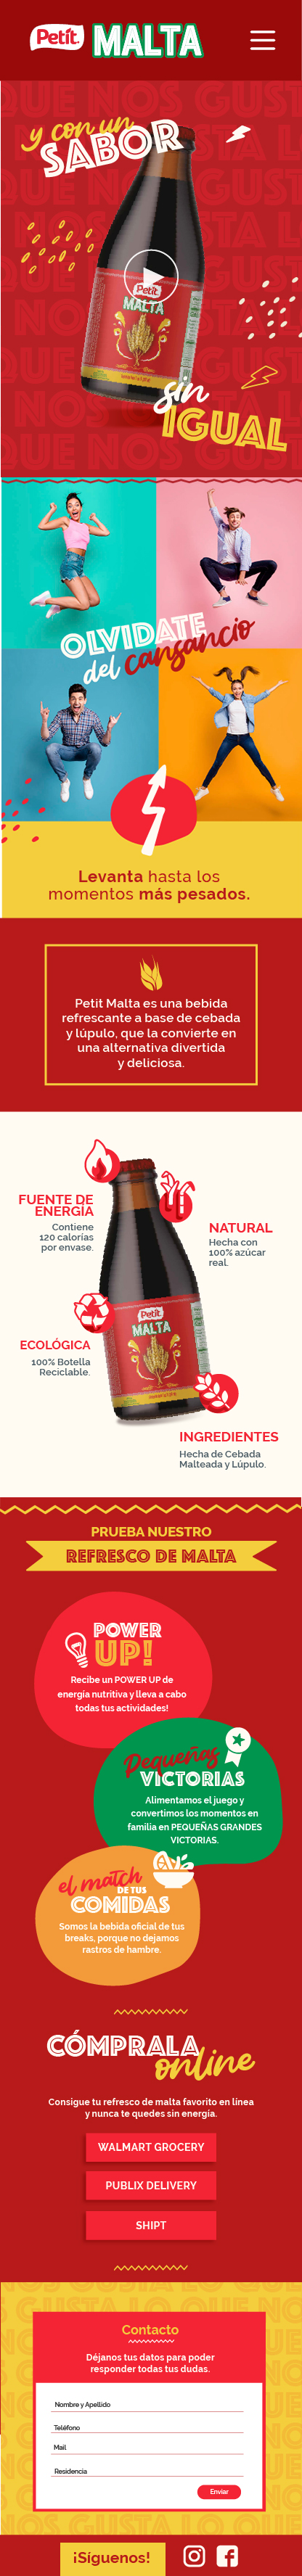 Petit MALTA
y con un
SABOR
Petit
MALTA
sin
IGUAL
OLVIDATE
del cansancio
Levanta hasta los
momentos más pesados.
Petit Malta es una bebida
refrescante a base de cebada
y lúpulo, que la convierte en
una alternativa divertida
y deliciosa.
FUENTE DE
ENERGÍA
Contiene
120 calorías
por envase.
NATURAL
Hecha con
100% azúcar
real.
Petit
MALTA
ECOLÓGICA
100% Botella
Reciclable.
INGREDIENTES
Hecha de Cebada
Malteada y Lúpulo.
PRUEBA NUESTRO
REFRESCO DE MALTA
POWER
UP!
Recibe un POWER UP de
energía nutritiva y lleva a cabo
todas tus actividades!
Pequeñas
VICTORIAS
Alimentamos el juego y
convertimos los momentos en
familia en PEQUEÑAS GRANDES
VICTORIAS.
el match
DE TUS
COMIDAS
Somos la bebida oficial de tus
breaks, porque no dejamos
rastros de hambre.
CÓMPRALA
online
Consigue tu refresco de malta favorito en línea
y nunca te quedes sin energía.
WALMART GROCERY
PUBLIX DELIVERY
SHIPT
Contacto
Déjanos tus datos para poder
responder todas tus dudas.
Nombre y Apellido
Teléfono
Mail
Residencia
Enviar
¡Síguenos!